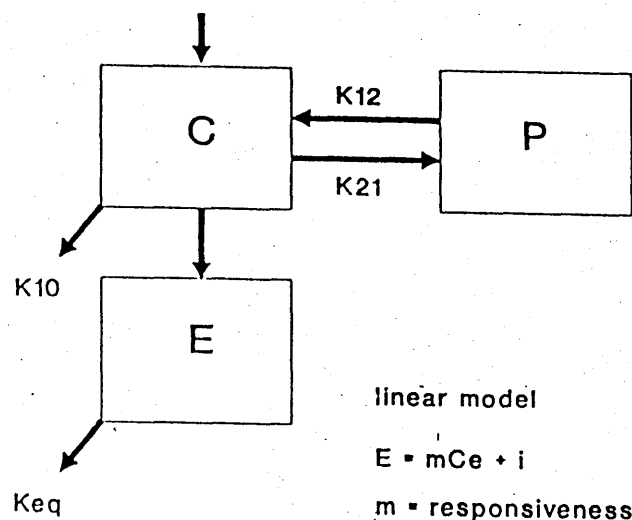 K12
C
P
K21
K10
E
linear model
E = mCe + i
m = responsiveness
Keq